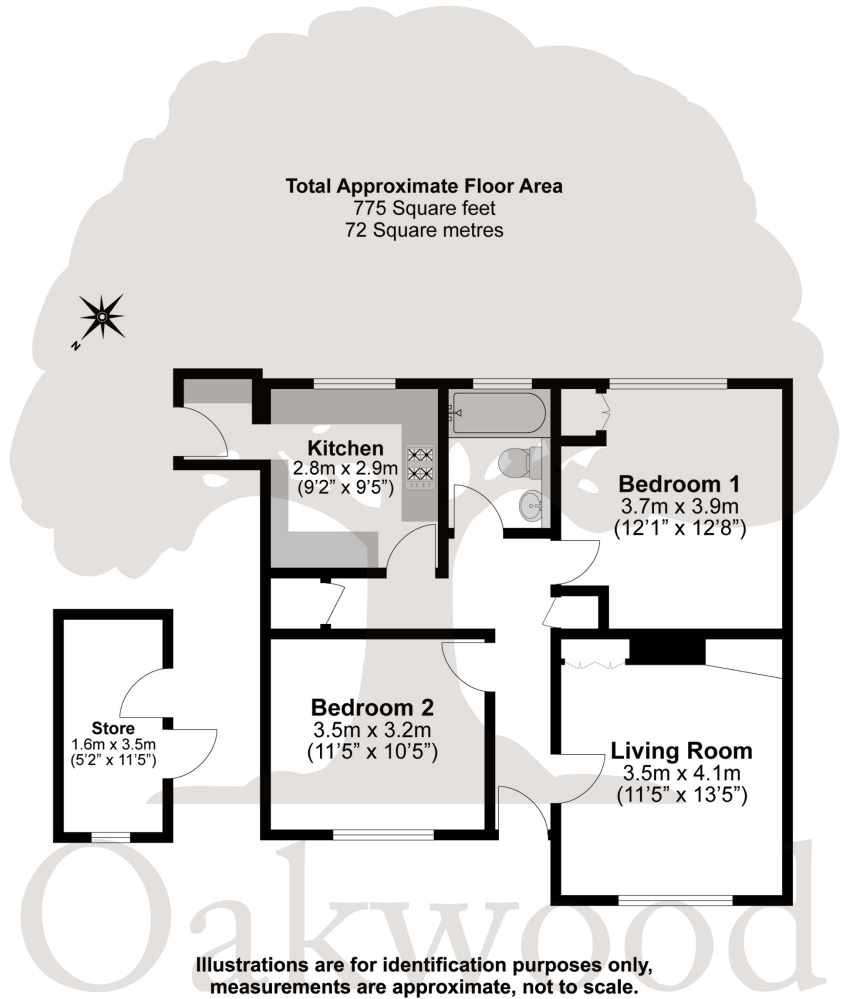 Total Approximate Floor Area
775 Square feet
72 Square metres
N
Kitchen
2.8m x 2.9m
(9'2” x 9'5”)
Bedroom 1
3.7m x 3.9m
(12'1” x 12'8”)
Bedroom 2
3.5m x 3.2m
(11'5” x 10'5”)
Store
1.6m x 3.5m
(5'2” x 11'5”)
Living Room
3.5m x 4.1m
(11'5” x 13'5”)
Oakwood
Illustrations are for identification purposes only,
measurements are approximate, not to scale.